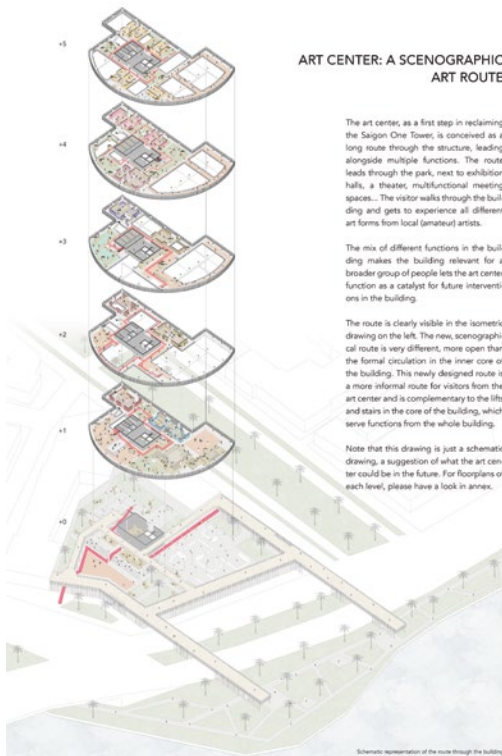 ART CENTER: A SCENOGRAPHIC
ART ROUTE
The art center, as a first step in reclaiming
the Saigon One Tower, is conceived as a
long route through the structure, leading
alongside multiple functions. The route
leads through the park, next to exhibition
halls, a theater, multifunctional meeting
spaces... The visitor walks through the buil-
ding and gets to experience all different
art forms from local (amateur) artists.
The mix of different functions in the buil-
ding makes the building relevant for a
broader group of people lets the art center
function as a catalyst for future interventi-
ons in the building.
The route is clearly visible in the isometric
drawing on the left. The new, scenographi-
cal route is very different, more open than
the formal circulation in the inner core of
the building. This newly designed route is
a more informal route for visitors from the
art center and is complementary to the lifts
and stairs in the core of the building, which
serve functions from the whole building.
Note that this drawing is just a schematic
drawing, a suggestion of what the art cen-
ter could be in the future. For floorplans of
each level, please have a look in annex.
+5
+4
+3
+2
+1
+0
Schematic representation of the route through the building